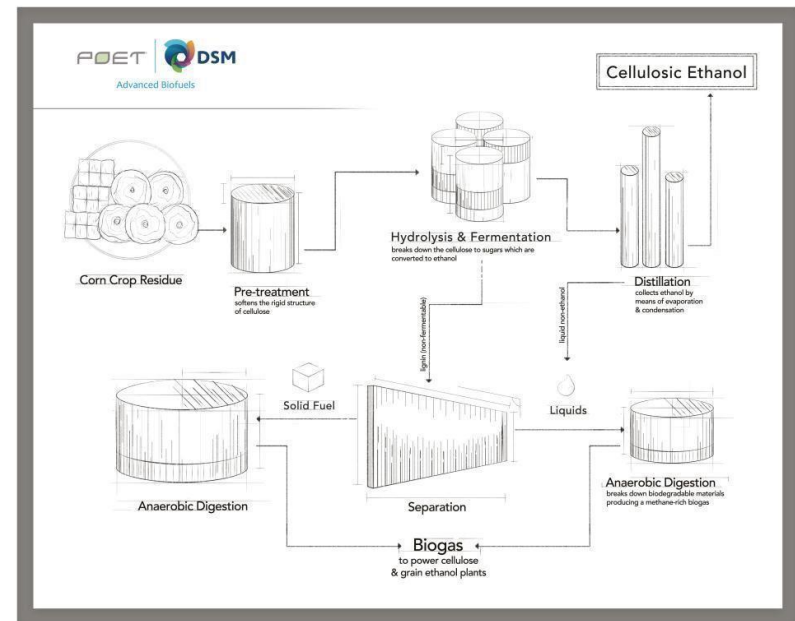 POET
DSM
Advanced Biofuels
Cellulosic Ethanol
Corn Crop Residue
Pre-treatment
softens the rigid structure
of cellulose
Hydrolysis & Fermentation
breaks down the cellulose to sugars which are
converted to ethanol
Distillation
collects ethanol by
means of evaporation
& condensation
lignin (non-fermentable)
liquid non-ethanol
Solid Fuel
Liquids
Anaerobic Digestion
Separation
Anaerobic Digestion
breaks down biodegradable materials
producing a methane-rich biogas
Biogas
to power cellulose
& grain ethanol plants